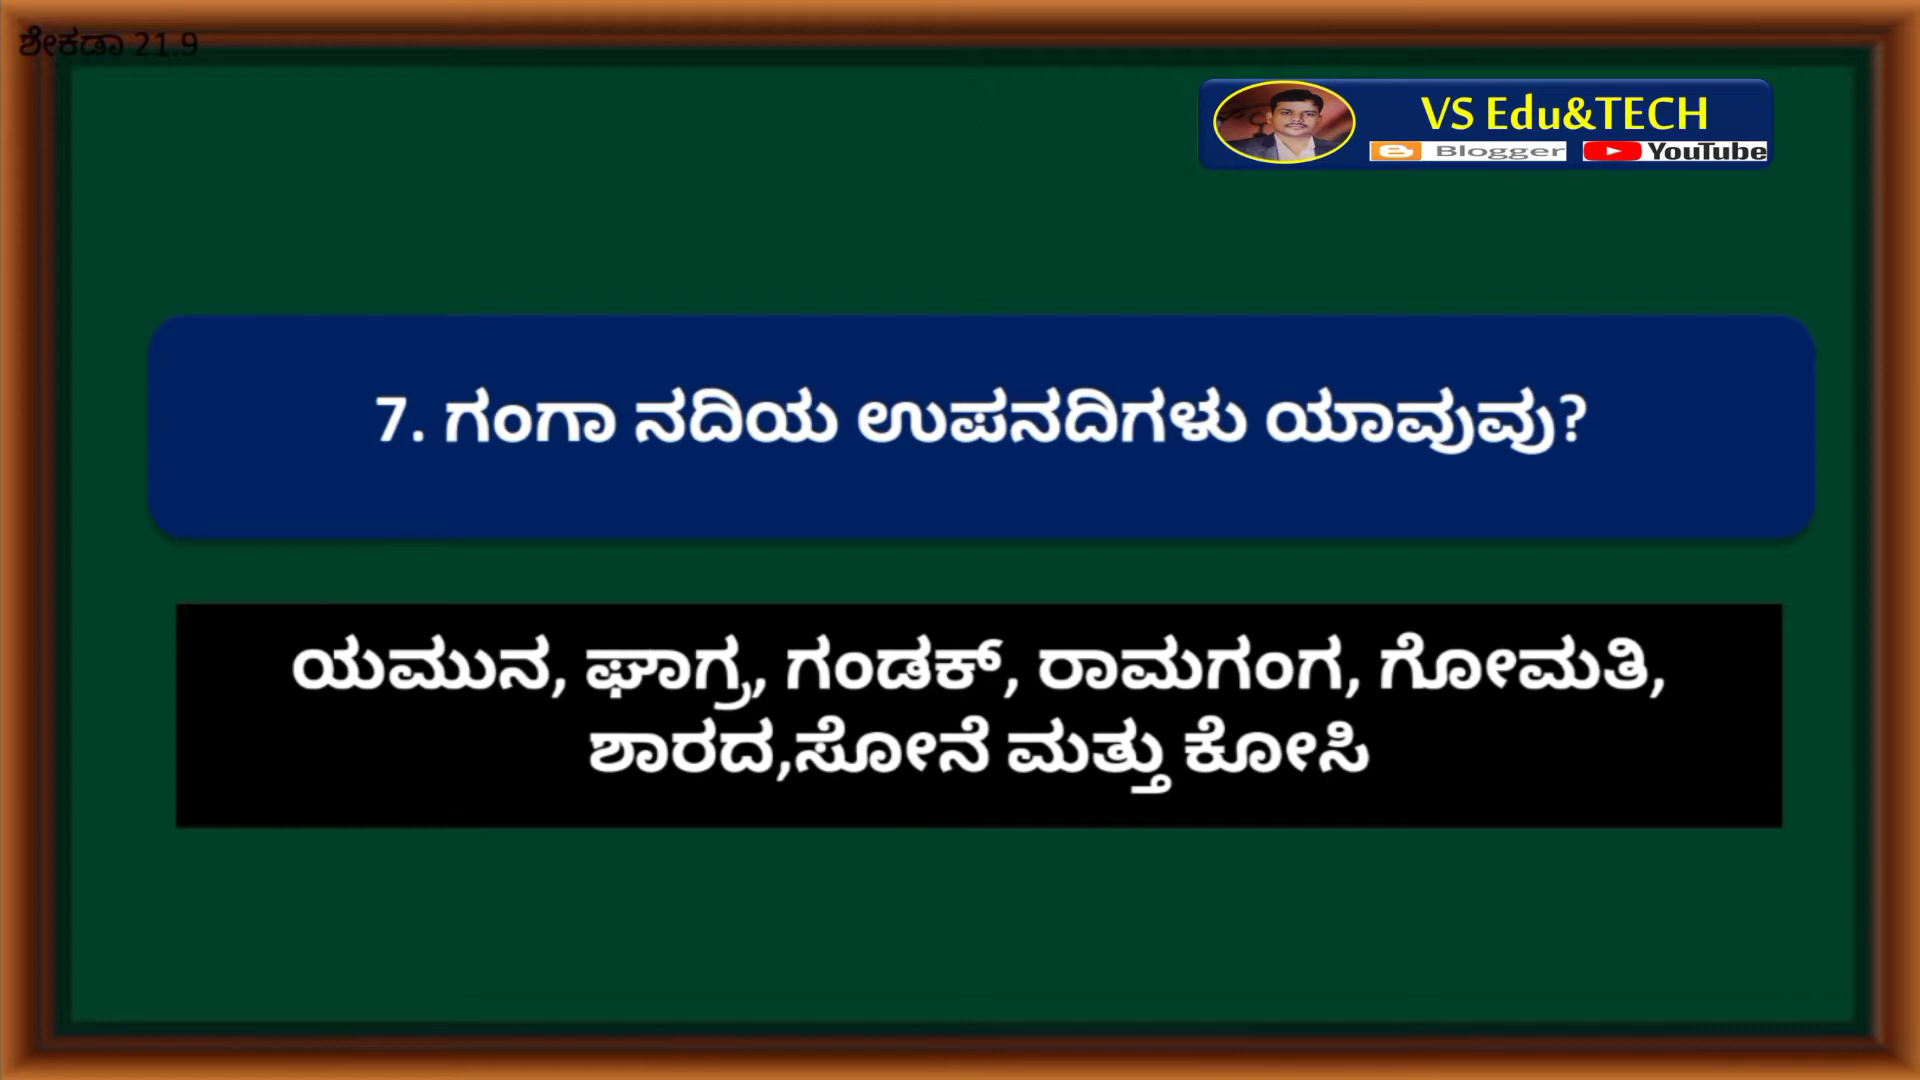 ಶೇಕಡಾ 21.9
VS Edu&TECH
Blogger YouTube
7. ಗಂಗಾ ನದಿಯ ಉಪನದಿಗಳು ಯಾವುವು?
ಯಮುನ, ಘಾಗ್ರ, ಗಂಡಕ್, ರಾಮಗಂಗ, ಗೋಮತಿ,
ಶಾರದ,ಸೋನೆ ಮತ್ತು ಕೋಸಿ